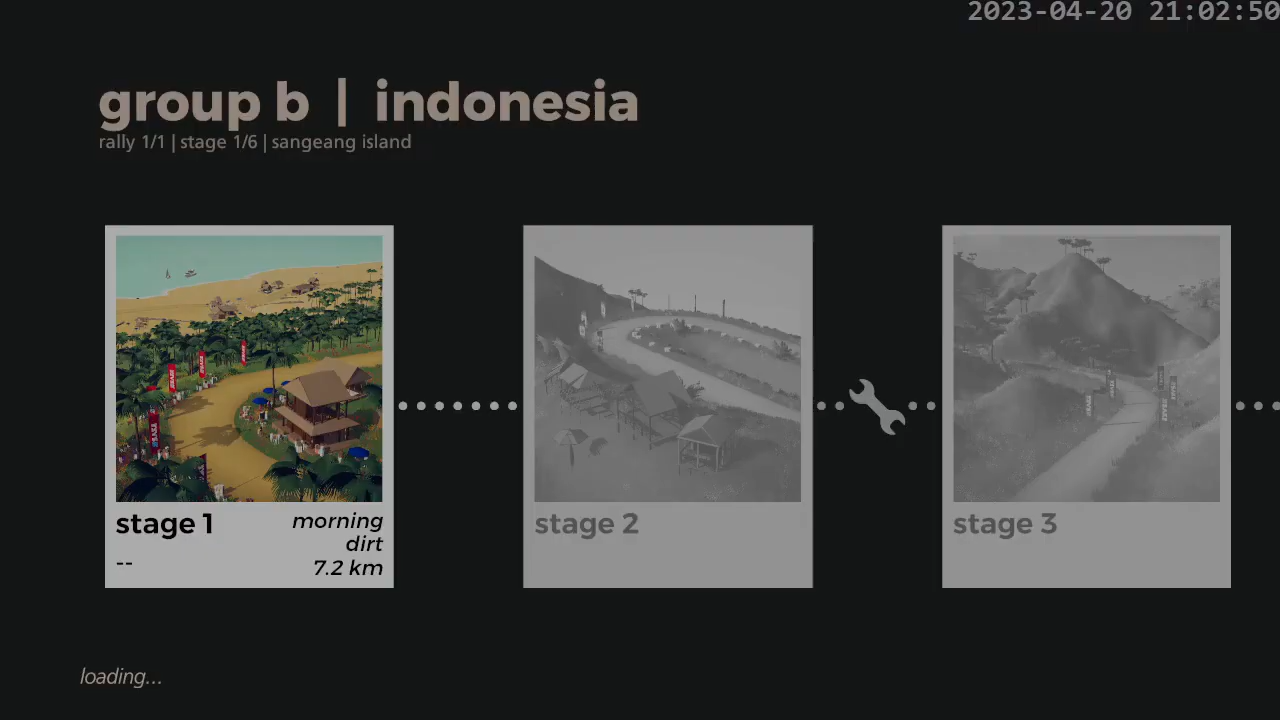 2023-04-20 21:02:50
group b | indonesia
rally 1/1 | stage 1/6 | sangeang island
stage 1
morning
dirt
--
7.2 km
stage 2
stage 3
loading...